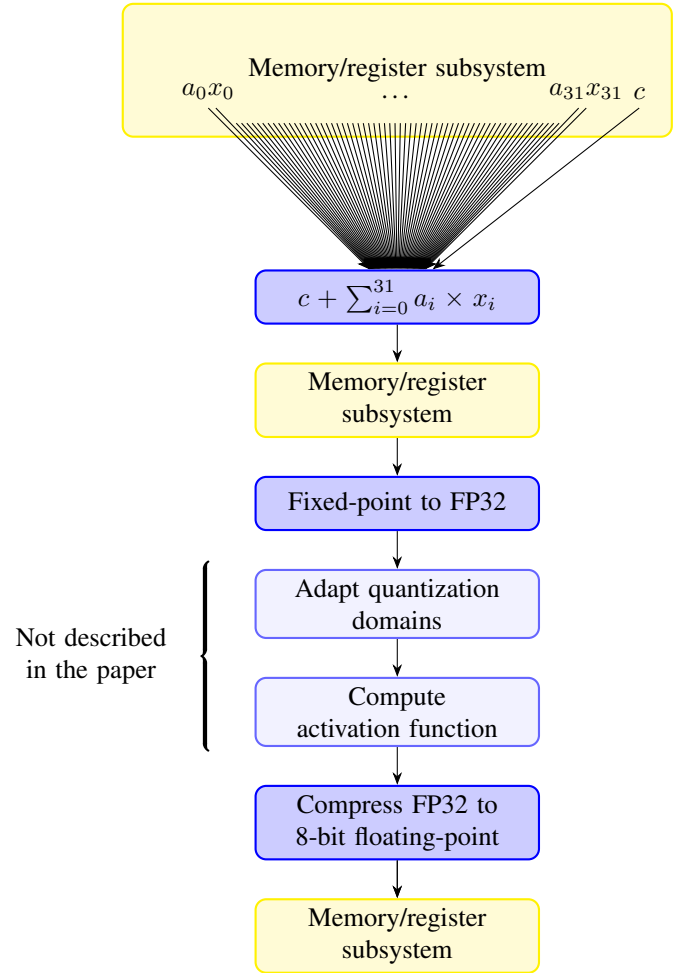 Memory/register subsystem
a₀x₀ ... a₃₁x₃₁ c
c + ∑³¹ᵢ₌₀ aᵢ × xᵢ
Memory/register
subsystem
Fixed-point to FP32
Adapt quantization
domains
Not described
in the paper
Compute
activation function
Compress FP32 to
8-bit floating-point
Memory/register
subsystem